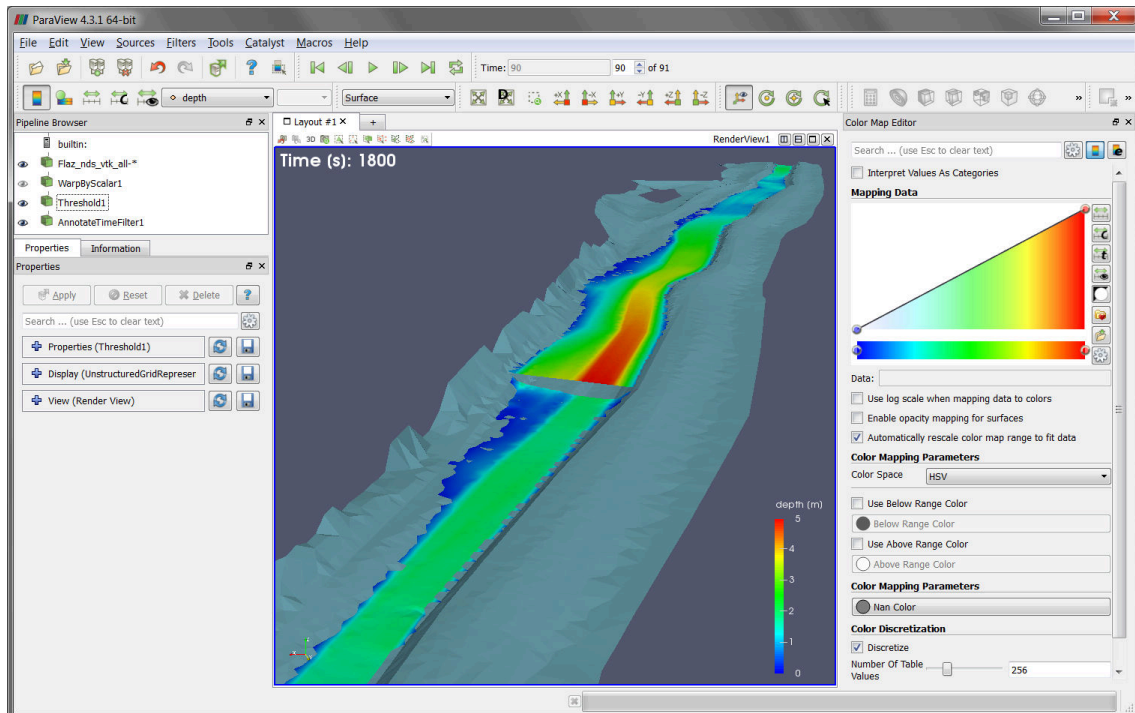 ParaView 4.3.1 64-bit
File Edit View Sources Filters Tools Catalyst Macros Help
Time: 90 90 of 91
depth Surface
Pipeline Browser
builtin:
Flaz_nds_vtk_all-*
WarpByScalar1
Threshold1
AnnotateTimeFilter1
Properties Information
Properties
Apply Reset Delete ?
Search ... (use Esc to clear text)
Properties (Threshold1)
Display (UnstructuredGridRepreser
View (Render View)
Layout #1 +
3D RenderView1
Time (s): 1800
depth (m)
5
4
3
2
1
0
Color Map Editor
Search ... (use Esc to clear text)
Interpret Values As Categories
Mapping Data
Data:
Use log scale when mapping data to colors
Enable opacity mapping for surfaces
Automatically rescale color map range to fit data
Color Mapping Parameters
Color Space HSV
Use Below Range Color
Below Range Color
Use Above Range Color
Above Range Color
Color Mapping Parameters
Nan Color
Color Discretization
Discretize
Number Of Table
Values 256